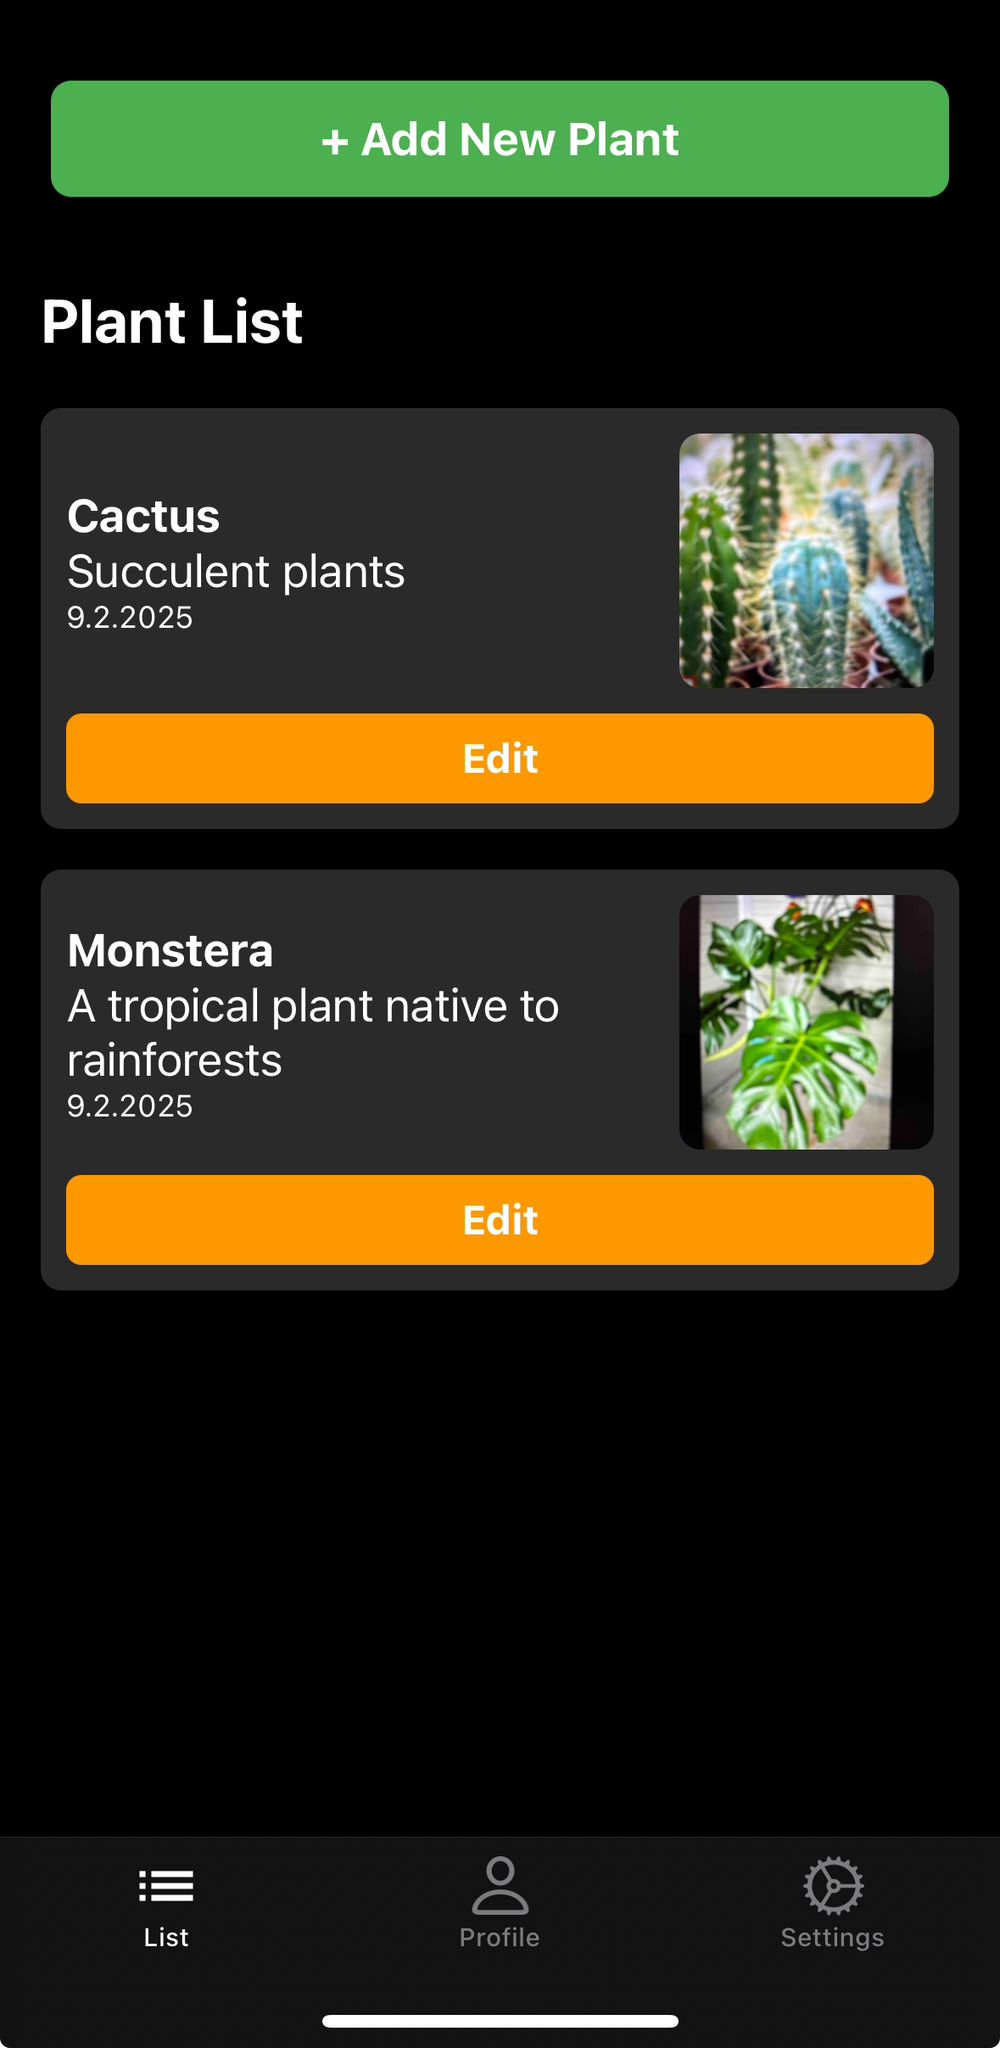 + Add New Plant
Plant List
Cactus
Succulent plants
9.2.2025
Edit
Monstera
A tropical plant native to
rainforests
9.2.2025
Edit
List
Profile
Settings